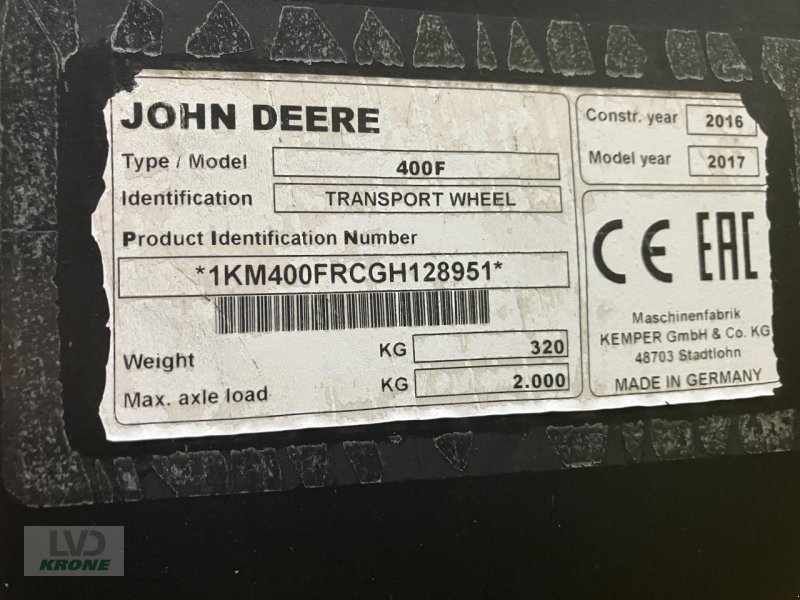 JOHN DEERE
Type / Model 400F
Identification TRANSPORT WHEEL
Product Identification Number
*1KM400FRCGH128951*
Weight KG 320
Max. axle load KG 2.000
Constr. year 2016
Model year 2017
CE EAC
Maschinenfabrik
KEMPER GmbH & Co. KG
48703 Stadtlohn
MADE IN GERMANY
LVD
KRONE